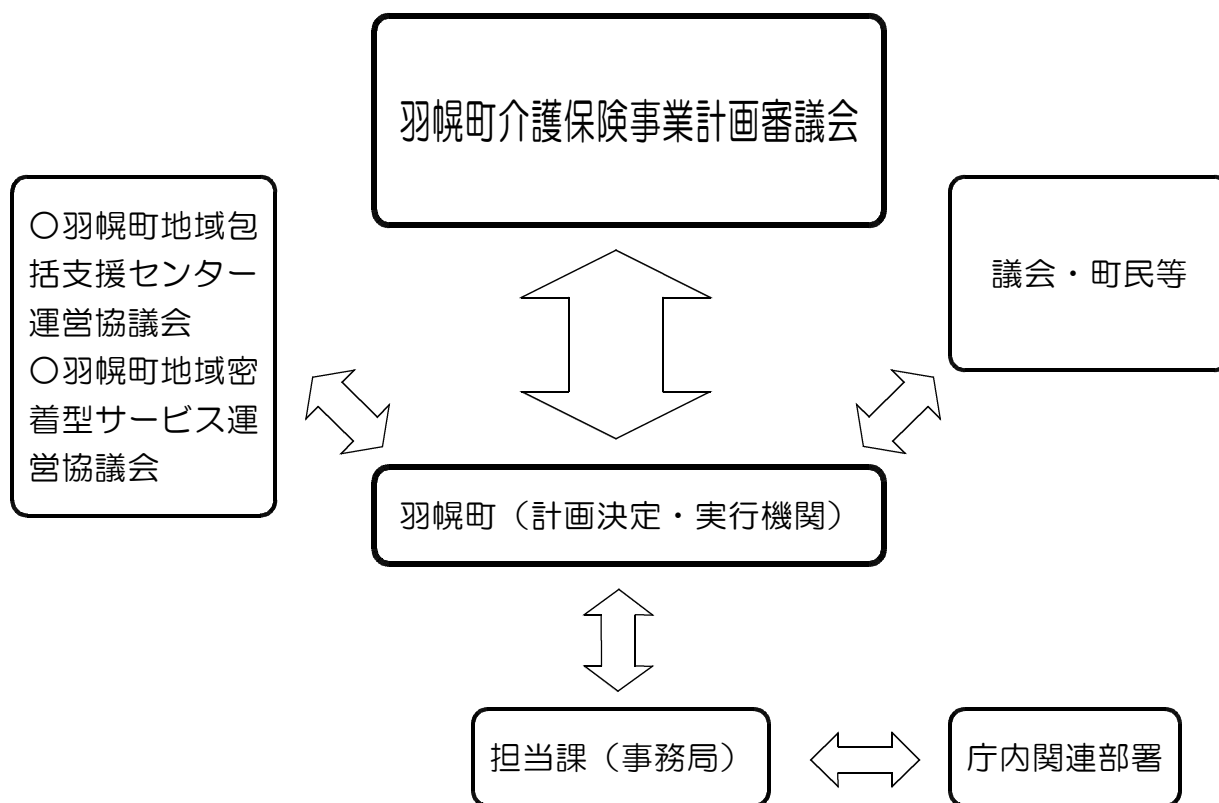 羽幌町介護保険事業計画審議会
〇羽幌町地域包
括支援センター
運営協議会
〇羽幌町地域密
着型サービス運
営協議会
議会・町民等
羽幌町（計画決定・実行機関）
担当課（事務局）
庁内関連部署